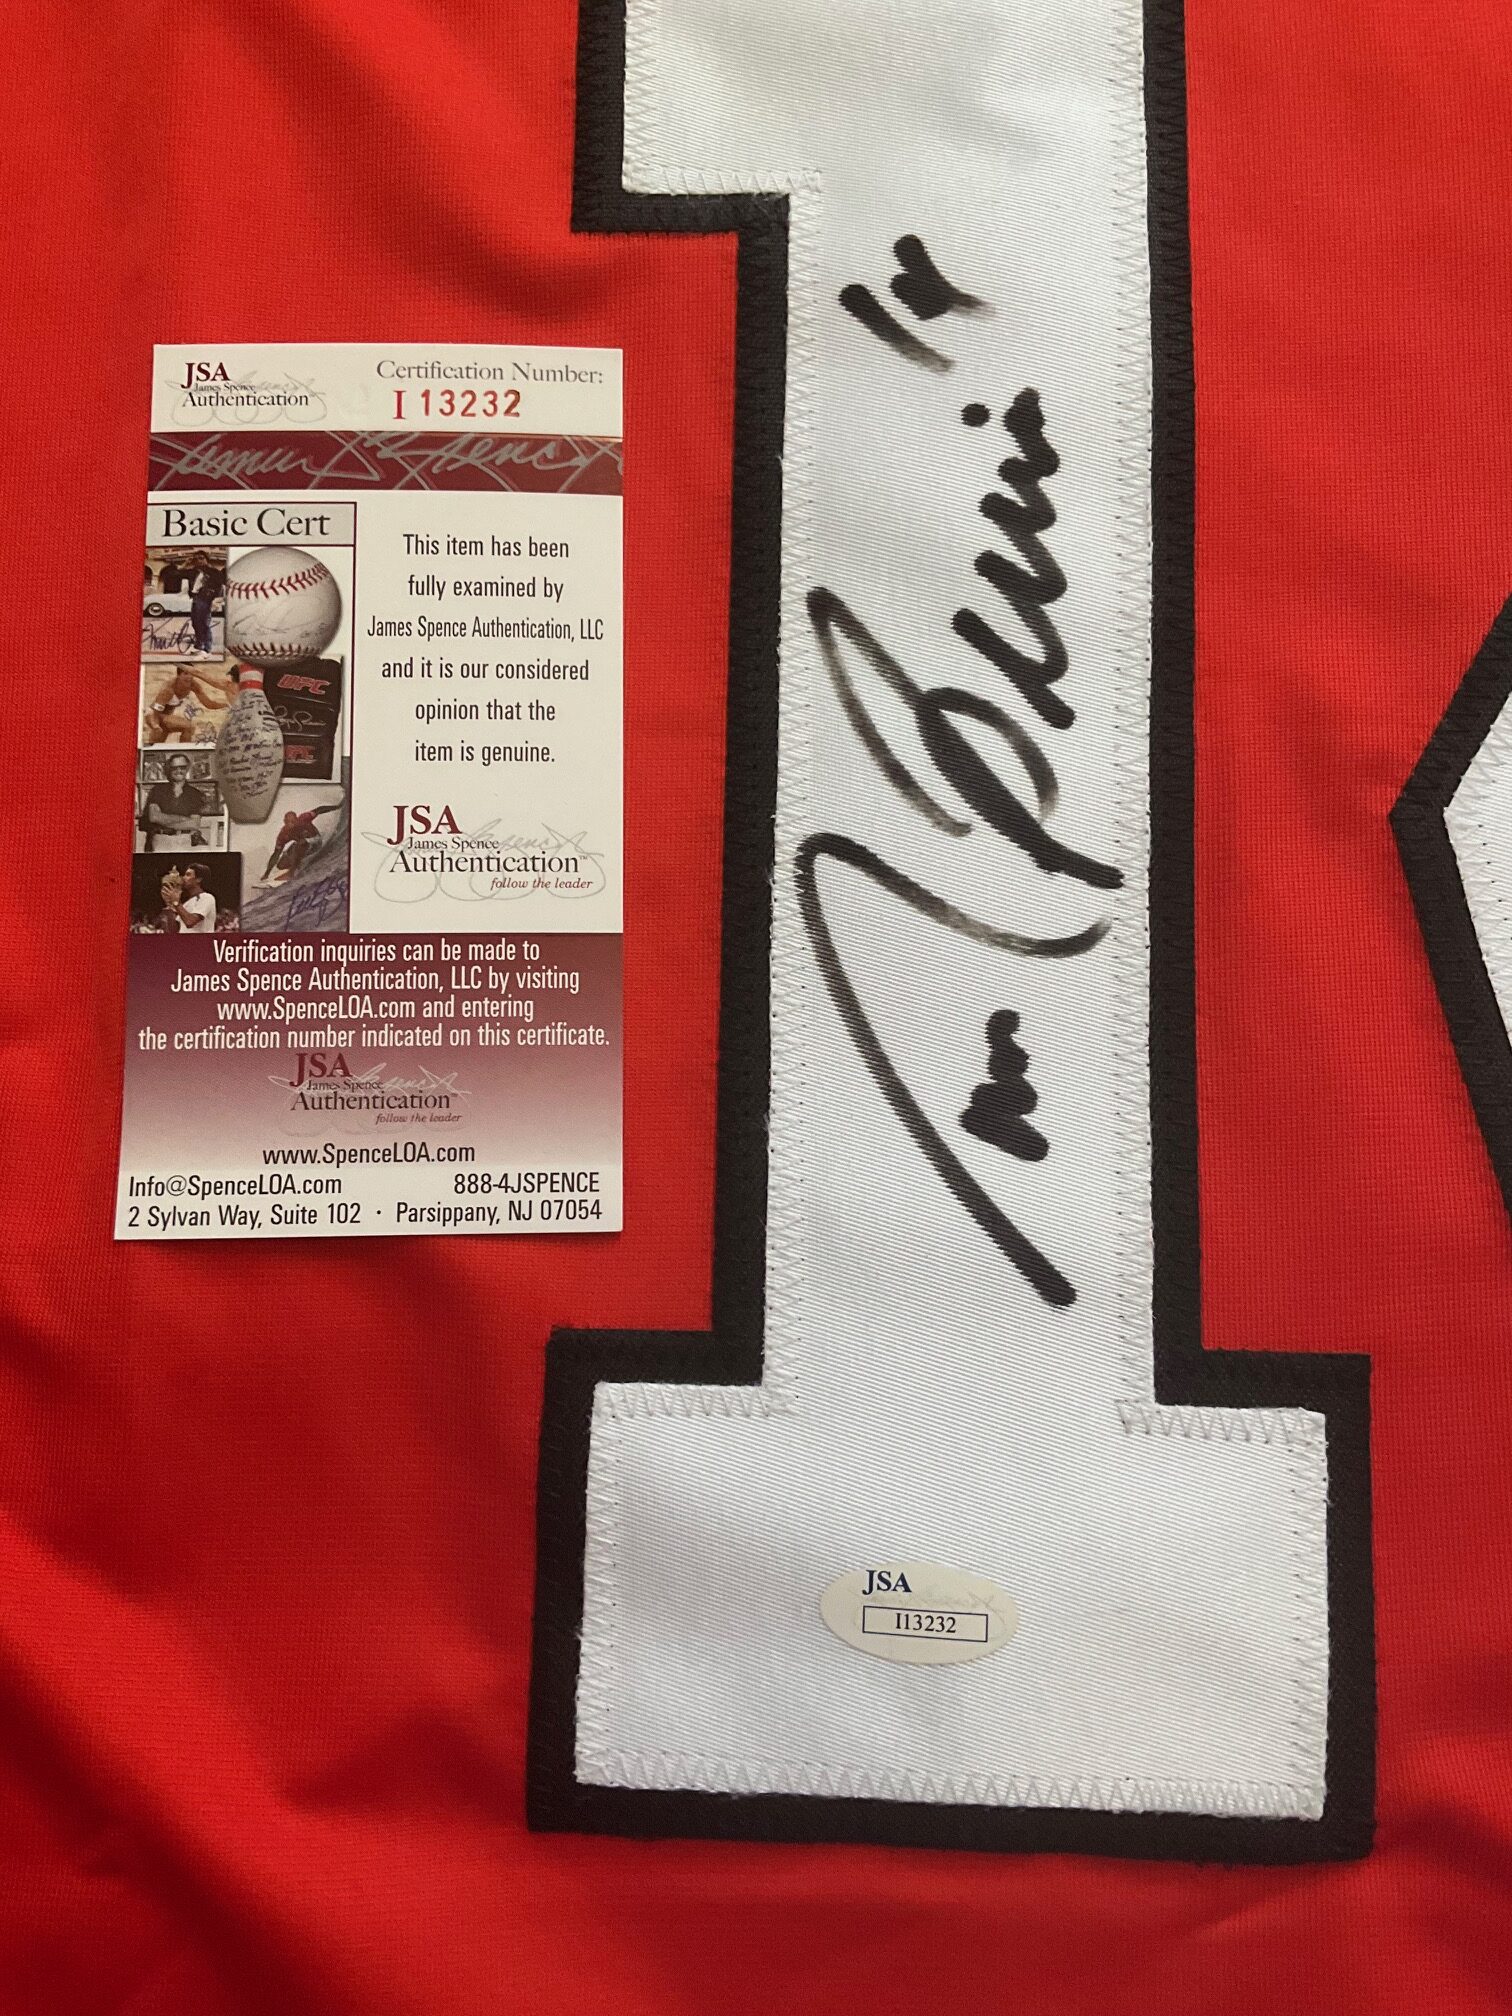 JSA
James Spence
Authentication
Certification Number:
I 13232
Basic Cert
UFC
This item has been
fully examined by
James Spence Authentication, LLC
and it is our considered
opinion that the
item is genuine.
JSA
James Spence
Authentication™
follow the leader
Verification inquiries can be made to
James Spence Authentication, LLC by visiting
www.SpenceLOA.com and entering
the certification number indicated on this certificate.
JSA
James Spence
Authentication™
follow the leader
www.SpenceLOA.com
Info@SpenceLOA.com 888-4JSPENCE
2 Sylvan Way, Suite 102 · Parsippany, NJ 07054
1
JSA
I13232